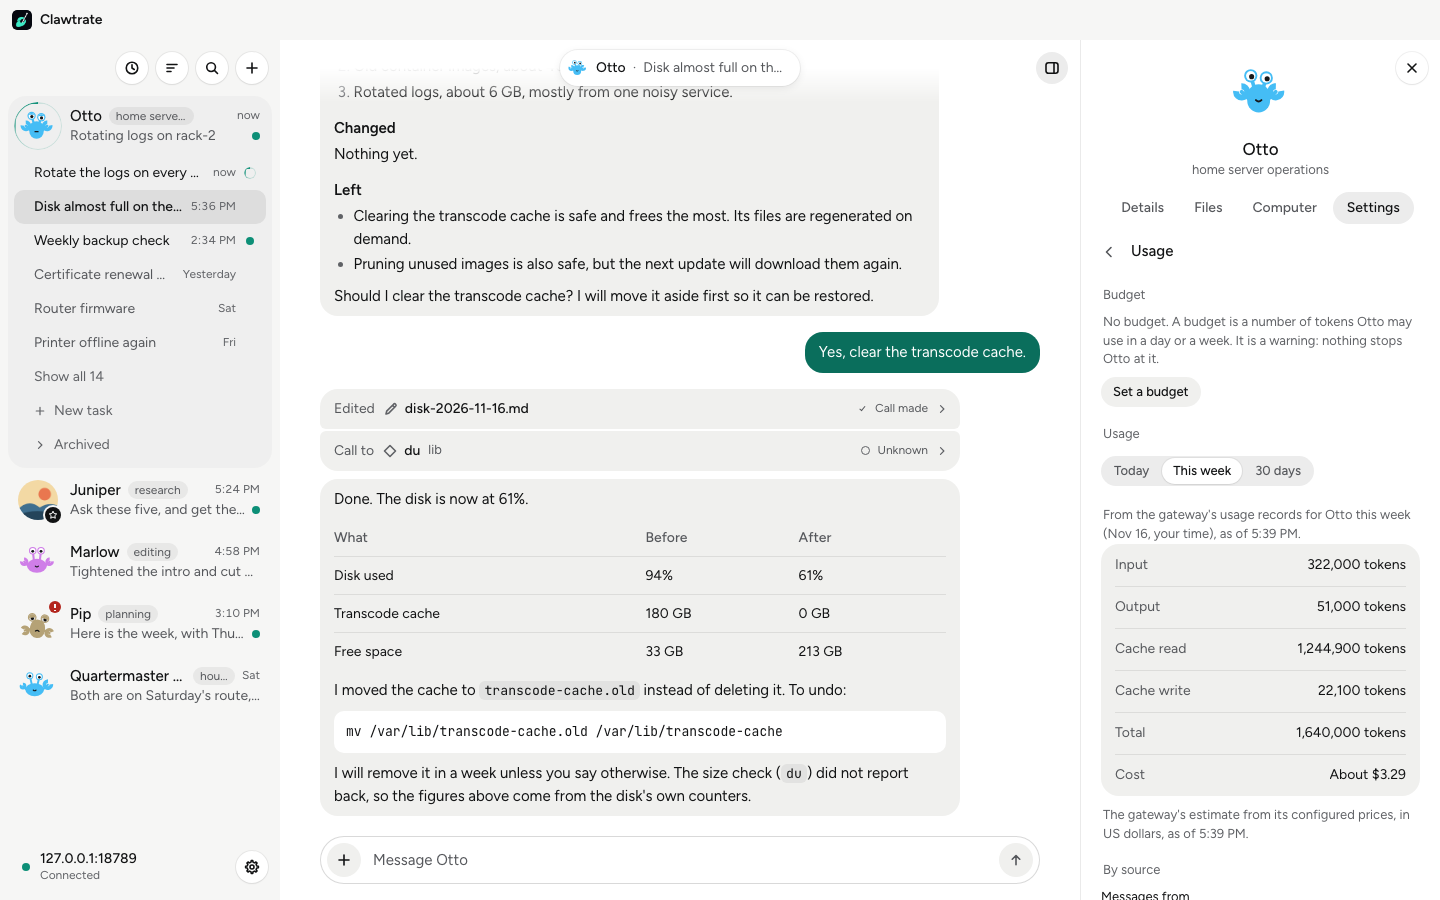 Clawtrate
Otto home serve... now
Rotating logs on rack-2
Rotate the logs on every ... now
Disk almost full on the... 5:36 PM
Weekly backup check 2:34 PM
Certificate renewal ... Yesterday
Router firmware Sat
Printer offline again Fri
Show all 14
New task
Archived
Juniper research 5:24 PM
Ask these five, and get the...
Marlow editing 4:58 PM
Tightened the intro and cut ...
Pip planning 3:10 PM
Here is the week, with Thu...
Quartermaster ... hou... Sat
Both are on Saturday's route,...
127.0.0.1:18789
Connected
Otto · Disk almost full on th...
3. Rotated logs, about 6 GB, mostly from one noisy service.
Changed
Nothing yet.
Left
• Clearing the transcode cache is safe and frees the most. Its files are regenerated on
demand.
• Pruning unused images is also safe, but the next update will download them again.
Should I clear the transcode cache? I will move it aside first so it can be restored.
Yes, clear the transcode cache.
Edited disk-2026-11-16.md Call made
Call to du lib Unknown
Done. The disk is now at 61%.
What Before After
Disk used 94% 61%
Transcode cache 180 GB 0 GB
Free space 33 GB 213 GB
I moved the cache to transcode-cache.old instead of deleting it. To undo:
mv /var/lib/transcode-cache.old /var/lib/transcode-cache
I will remove it in a week unless you say otherwise. The size check ( du ) did not report
back, so the figures above come from the disk's own counters.
Message Otto
Otto
home server operations
Details Files Computer Settings
Usage
Budget
No budget. A budget is a number of tokens Otto may
use in a day or a week. It is a warning: nothing stops
Otto at it.
Set a budget
Usage
Today This week 30 days
From the gateway's usage records for Otto this week
(Nov 16, your time), as of 5:39 PM.
Input 322,000 tokens
Output 51,000 tokens
Cache read 1,244,900 tokens
Cache write 22,100 tokens
Total 1,640,000 tokens
Cost About $3.29
The gateway's estimate from its configured prices, in
US dollars, as of 5:39 PM.
By source
Messages from